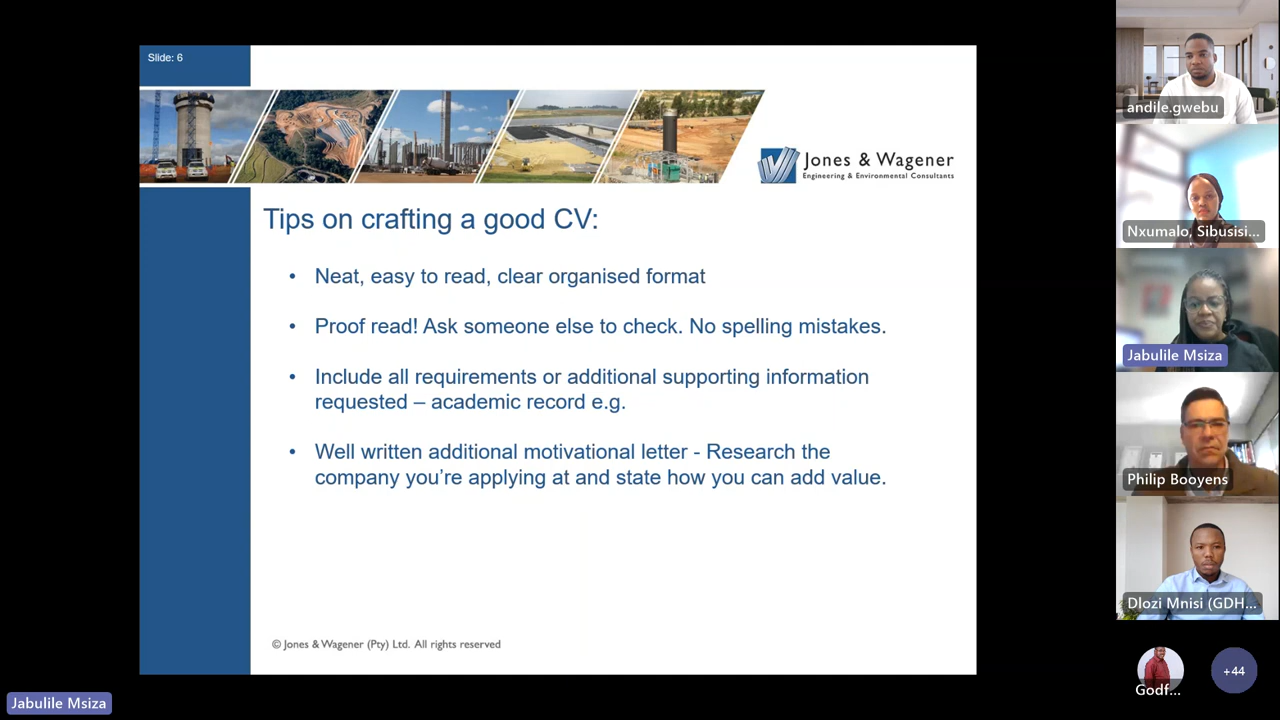 Slide: 6
Jones & Wagener
Engineering & Environmental Consultants
Tips on crafting a good CV:
• Neat, easy to read, clear organised format
• Proof read! Ask someone else to check. No spelling mistakes.
• Include all requirements or additional supporting information
requested – academic record e.g.
• Well written additional motivational letter - Research the
company you’re applying at and state how you can add value.
© Jones & Wagener (Pty) Ltd. All rights reserved
Jabulile Msiza
andile.gwebu
Nxumalo, Sibusisi...
Jabulile Msiza
Philip Booyens
Dlozi Mnisi (GDH...
Godf...
+44